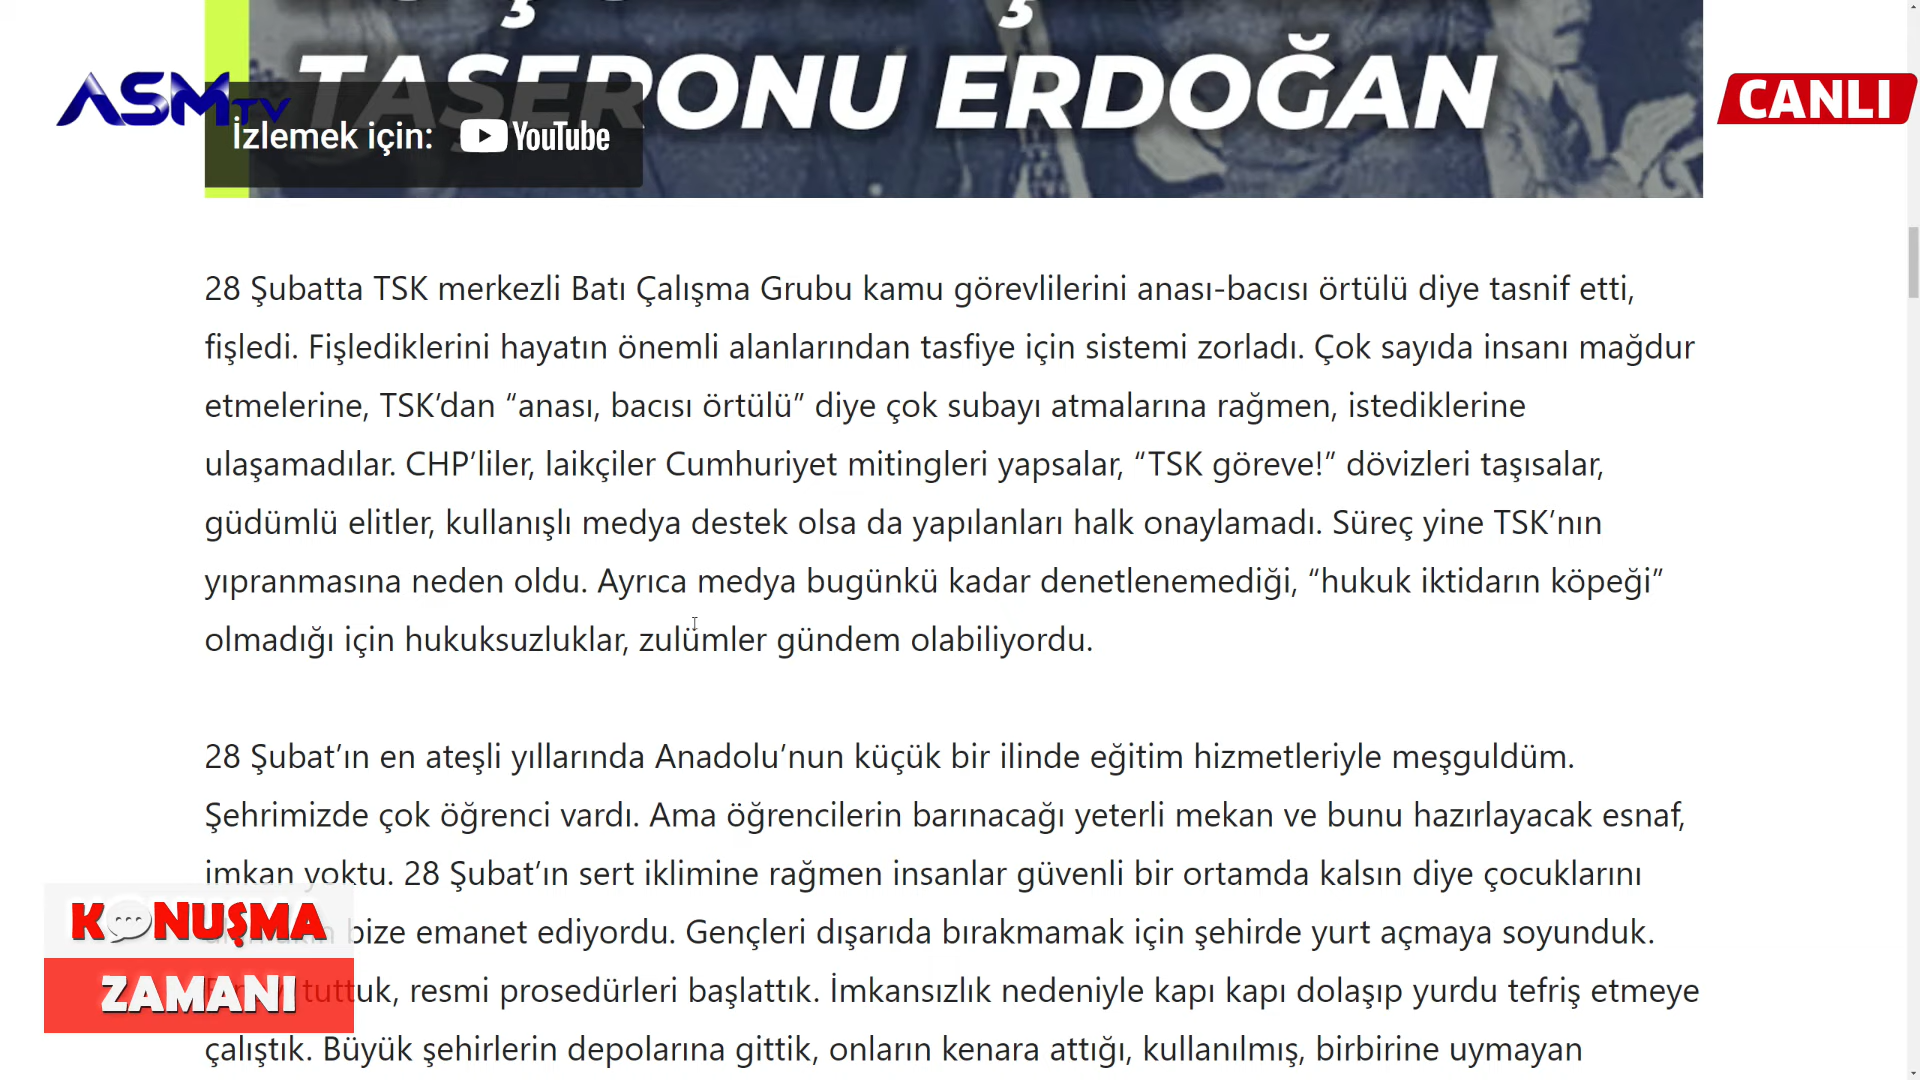 TAŞERONU ERDOĞAN
ASM TV
İzlemek için: YouTube
CANLI
28 Şubatta TSK merkezli Batı Çalışma Grubu kamu görevlilerini anası-bacısı örtülü diye tasnif etti,
fişledi. Fişlediklerini hayatın önemli alanlarından tasfiye için sistemi zorladı. Çok sayıda insanı mağdur
etmelerine, TSK’dan “anası, bacısı örtülü” diye çok subayı atmalarına rağmen, istediklerine
ulaşamadılar. CHP’liler, laikçiler Cumhuriyet mitingleri yapsalar, “TSK göreve!” dövizleri taşısalar,
güdümlü elitler, kullanışlı medya destek olsa da yapılanları halk onaylamadı. Süreç yine TSK’nın
yıpranmasına neden oldu. Ayrıca medya bugünkü kadar denetlenemediği, “hukuk iktidarın köpeği”
olmadığı için hukuksuzluklar, zulümler gündem olabiliyordu.
28 Şubat’ın en ateşli yıllarında Anadolu’nun küçük bir ilinde eğitim hizmetleriyle meşguldüm.
Şehrimizde çok öğrenci vardı. Ama öğrencilerin barınacağı yeterli mekan ve bunu hazırlayacak esnaf,
imkan yoktu. 28 Şubat’ın sert iklimine rağmen insanlar güvenli bir ortamda kalsın diye çocuklarını
bize emanet ediyordu. Gençleri dışarıda bırakmamak için şehirde yurt açmaya soyunduk.
tuttuk, resmi prosedürleri başlattık. İmkansızlık nedeniyle kapı kapı dolaşıp yurdu tefriş etmeye
çalıştık. Büyük şehirlerin depolarına gittik, onların kenara attığı, kullanılmış, birbirine uymayan
KONUŞMA
ZAMANI